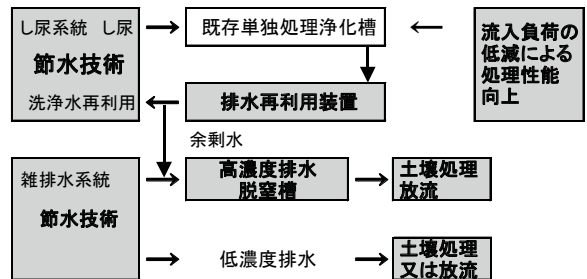 し尿系統 し尿
節水技術
洗浄水再利用
既存単独処理浄化槽
流入負荷の
低減による
処理性能
向上
排水再利用装置
余剰水
雑排水系統
節水技術
高濃度排水
脱窒槽
土壌処理
放流
低濃度排水
土壌処理
又は放流